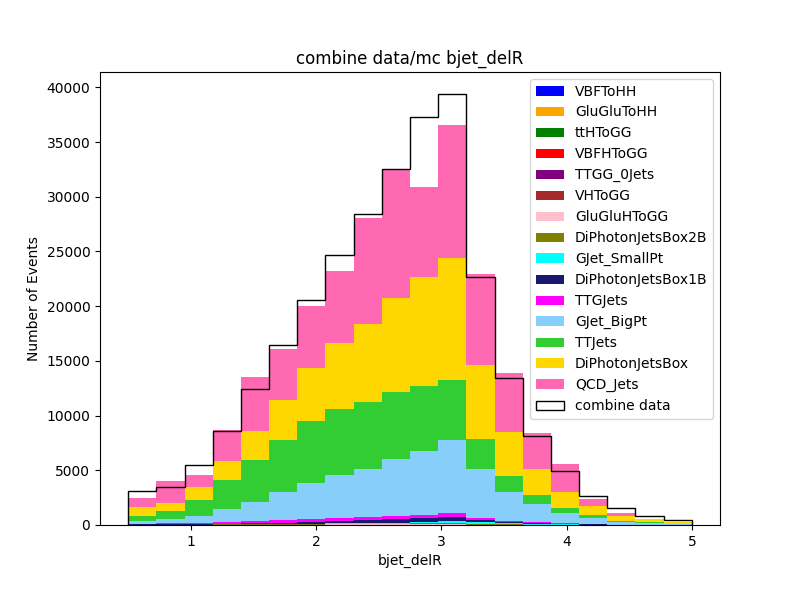 combine data/mc bjet_delR
40000
35000
30000
25000
20000
15000
10000
5000
0
Number of Events
1
2
3
4
5
bjet_delR
VBFToHH
GluGluToHH
ttHToGG
VBFHToGG
TTGG_0Jets
VHToGG
GluGluHToGG
DiPhotonJetsBox2B
GJet_SmallPt
DiPhotonJetsBox1B
TTGJets
GJet_BigPt
TTJets
DiPhotonJetsBox
QCD_Jets
combine data